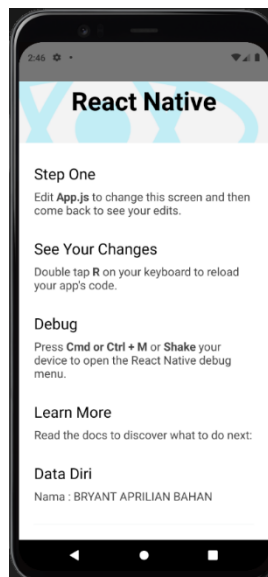 2:46
React Native
Step One
Edit App.js to change this screen and then
come back to see your edits.
See Your Changes
Double tap R on your keyboard to reload
your app's code.
Debug
Press Cmd or Ctrl + M or Shake your
device to open the React Native debug
menu.
Learn More
Read the docs to discover what to do next:
Data Diri
Nama : BRYANT APRILIAN BAHAN